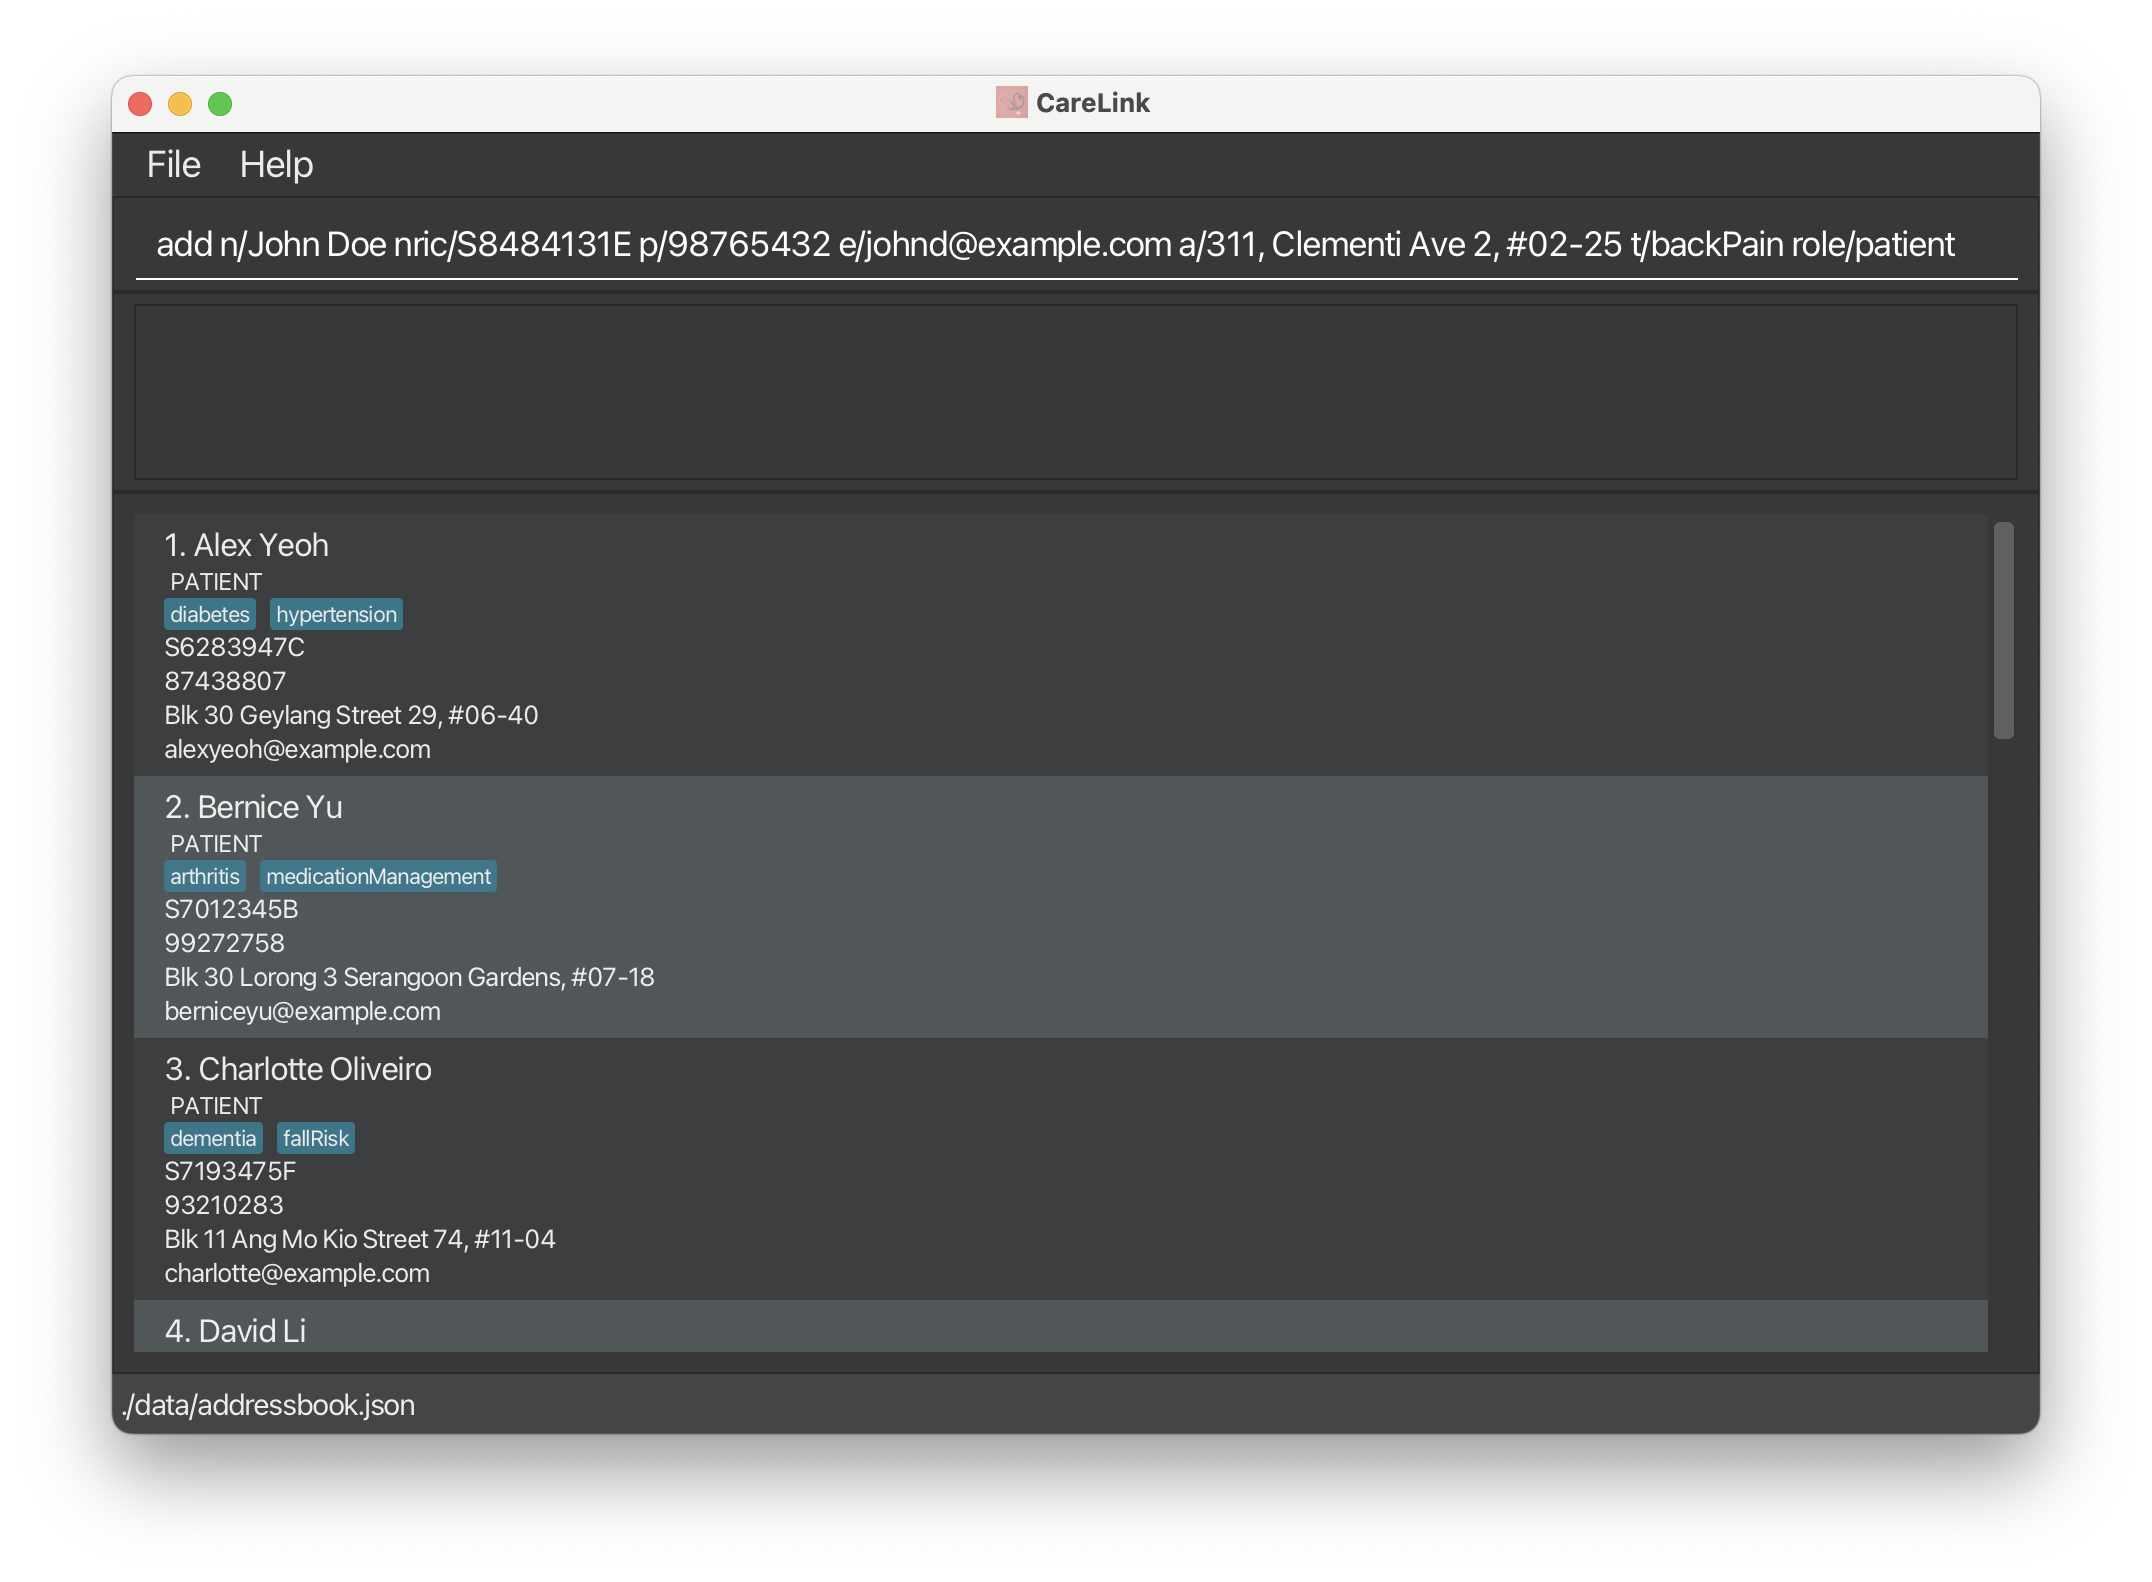 CareLink
File Help
add n/John Doe nric/S8484131E p/98765432 e/johnd@example.com a/311, Clementi Ave 2, #02-25 t/backPain role/patient
1. Alex Yeoh
PATIENT
diabetes hypertension
S6283947C
87438807
Blk 30 Geylang Street 29, #06-40
alexyeoh@example.com
2. Bernice Yu
PATIENT
arthritis medicationManagement
S7012345B
99272758
Blk 30 Lorong 3 Serangoon Gardens, #07-18
berniceyu@example.com
3. Charlotte Oliveiro
PATIENT
dementia fallRisk
S7193475F
93210283
Blk 11 Ang Mo Kio Street 74, #11-04
charlotte@example.com
4. David Li
./data/addressbook.json